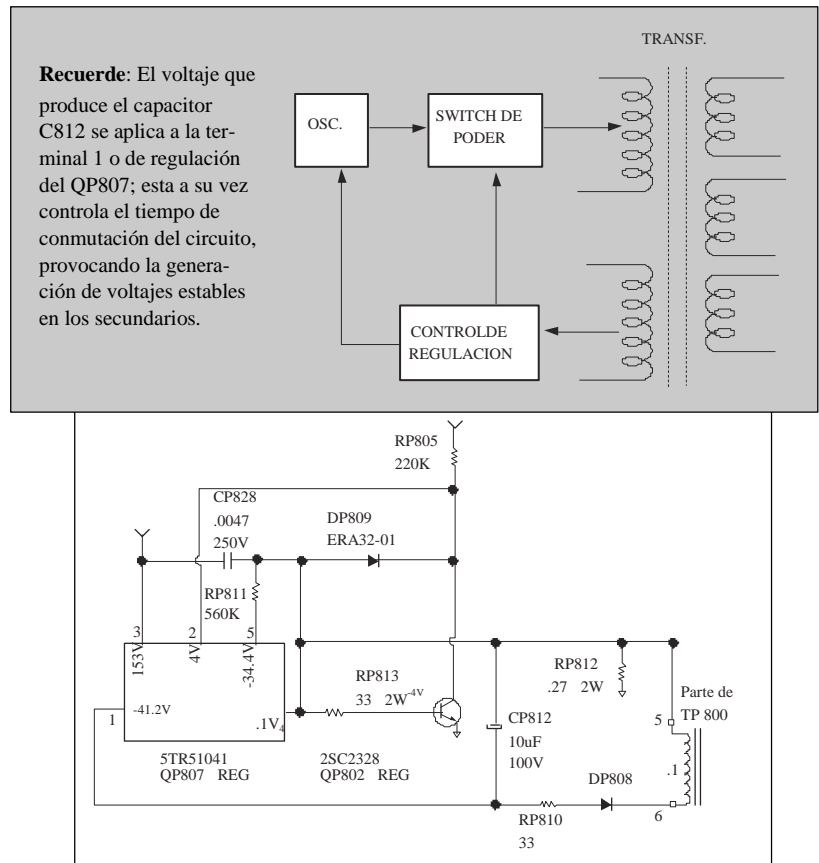 TRANSF.
Recuerde: El voltaje que
produce el capacitor
C812 se aplica a la ter-
minal 1 o de regulación
del QP807; esta a su vez
controla el tiempo de
conmutación del circuito,
provocando la genera-
ción de voltajes estables
en los secundarios.
OSC.
SWITCH DE
PODER
CONTROLDE
REGULACION
RP805
220K
CP828
.0047
250V
DP809
ERA32-01
RP811
560K
3
2
5
153V
4V
-34.4V
RP813
33 2W
-4V
RP812
.27 2W
Parte de
TP 800
1
-41.2V
.1V
4
5
CP812
10uF
100V
5TR51041
QP807 REG
2SC2328
QP802 REG
DP808
.1
6
RP810
33